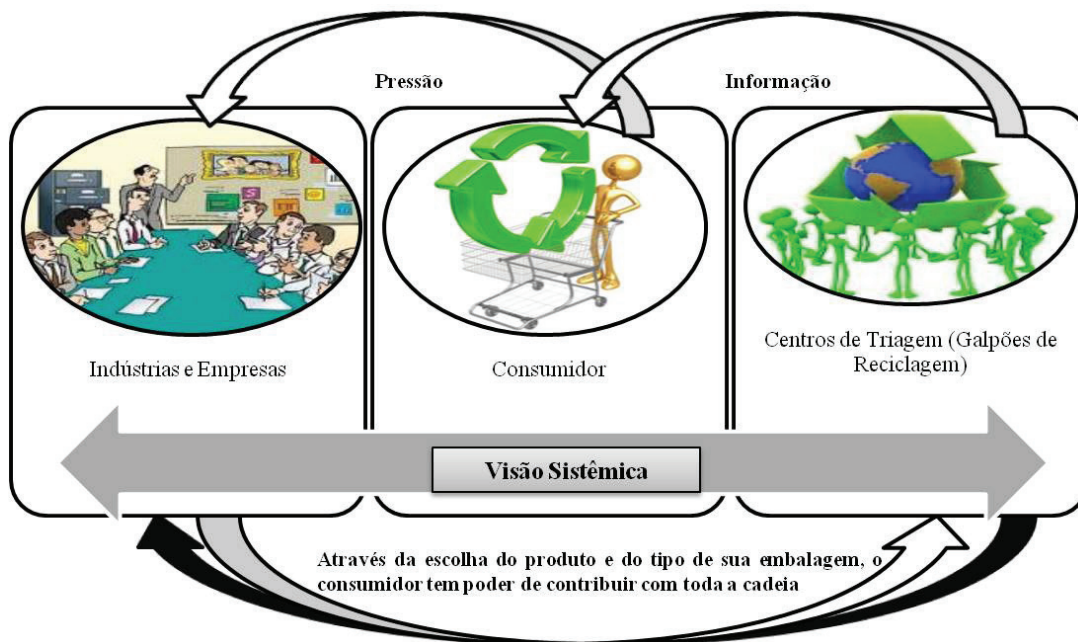 Pressão
Informação
Indústrias e Empresas
Consumidor
Centros de Triagem (Galpões de
Reciclagem)
Visão Sistêmica
Através da escolha do produto e do tipo de sua embalagem, o
consumidor tem poder de contribuir com toda a cadeia